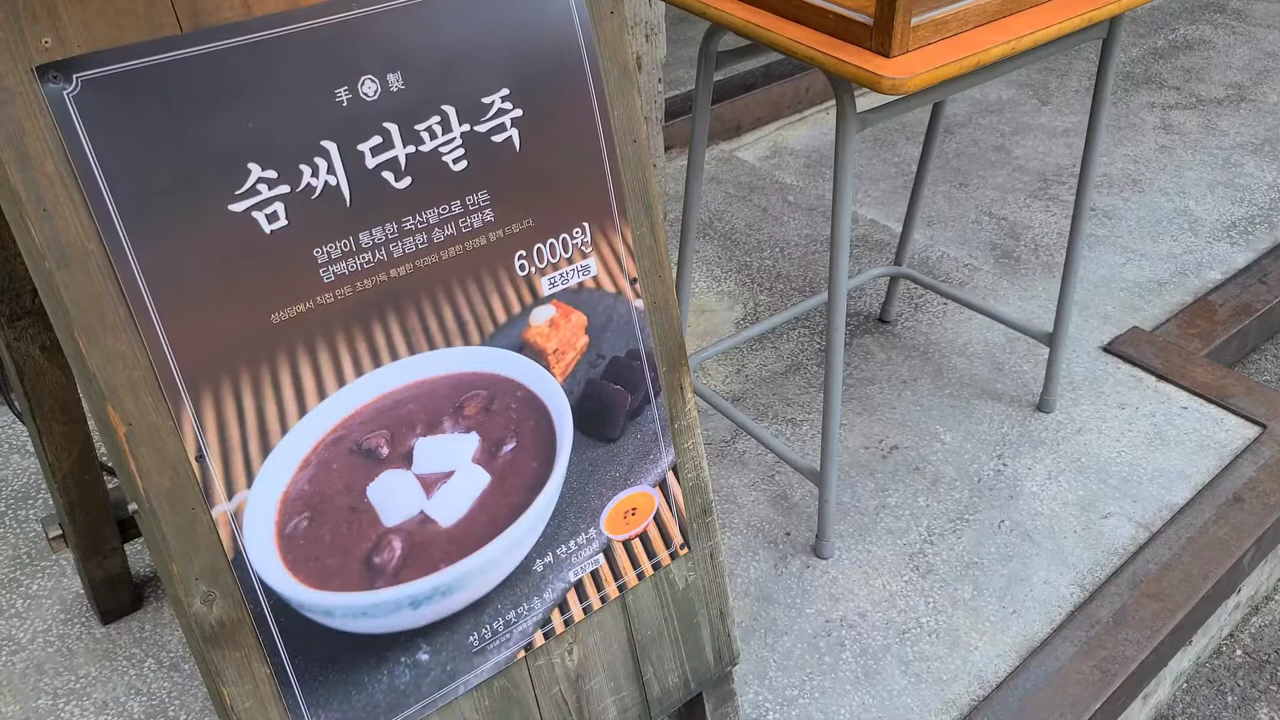 手 製
솜씨 단팥죽
알알이 통통한 국산팥으로 만든
담백하면서 달콤한 솜씨 단팥죽
성심당에서 직접 만든 조청가득 특별한 약과와 달콤한 양갱을 함께 드립니다.
6,000원
포장가능
솜씨 단호박죽
6,000원
포장가능
성심당옛맛솜씨